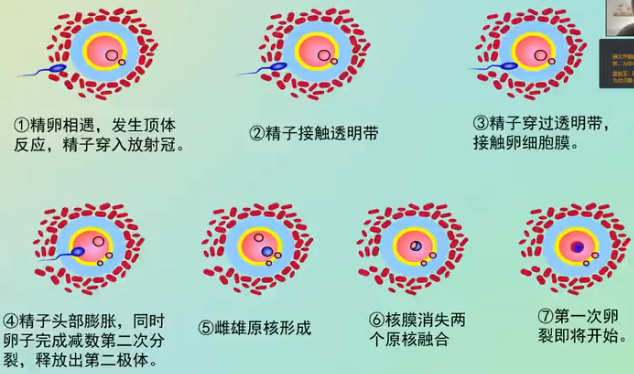 ①精卵相遇，发生顶体
反应，精子穿入放射冠。
②精子接触透明带
③精子穿过透明带，
接触卵细胞膜。
④精子头部膨胀，同时
卵子完成减数第二次分
裂，释放出第二极体。
⑤雌雄原核形成
⑥核膜消失两
个原核融合
⑦第一次卵
裂即将开始。